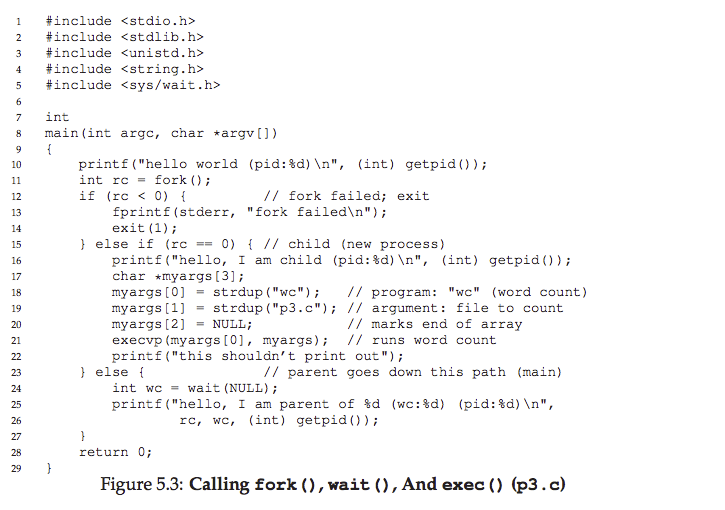 1 #include <stdio.h>
2 #include <stdlib.h>
3 #include <unistd.h>
4 #include <string.h>
5 #include <sys/wait.h>
6
7 int
8 main(int argc, char *argv[])
9 {
10     printf("hello world (pid:%d)\n", (int) getpid());
11     int rc = fork();
12     if (rc < 0) {         // fork failed; exit
13         fprintf(stderr, "fork failed\n");
14         exit(1);
15     } else if (rc == 0) { // child (new process)
16         printf("hello, I am child (pid:%d)\n", (int) getpid());
17         char *myargs[3];
18         myargs[0] = strdup("wc");   // program: "wc" (word count)
19         myargs[1] = strdup("p3.c"); // argument: file to count
20         myargs[2] = NULL;           // marks end of array
21         execvp(myargs[0], myargs);  // runs word count
22         printf("this shouldn't print out");
23     } else {              // parent goes down this path (main)
24         int wc = wait(NULL);
25         printf("hello, I am parent of %d (wc:%d) (pid:%d)\n",
26                 rc, wc, (int) getpid());
27     }
28     return 0;
29 }
Figure 5.3: Calling fork(), wait(), And exec() (p3.c)